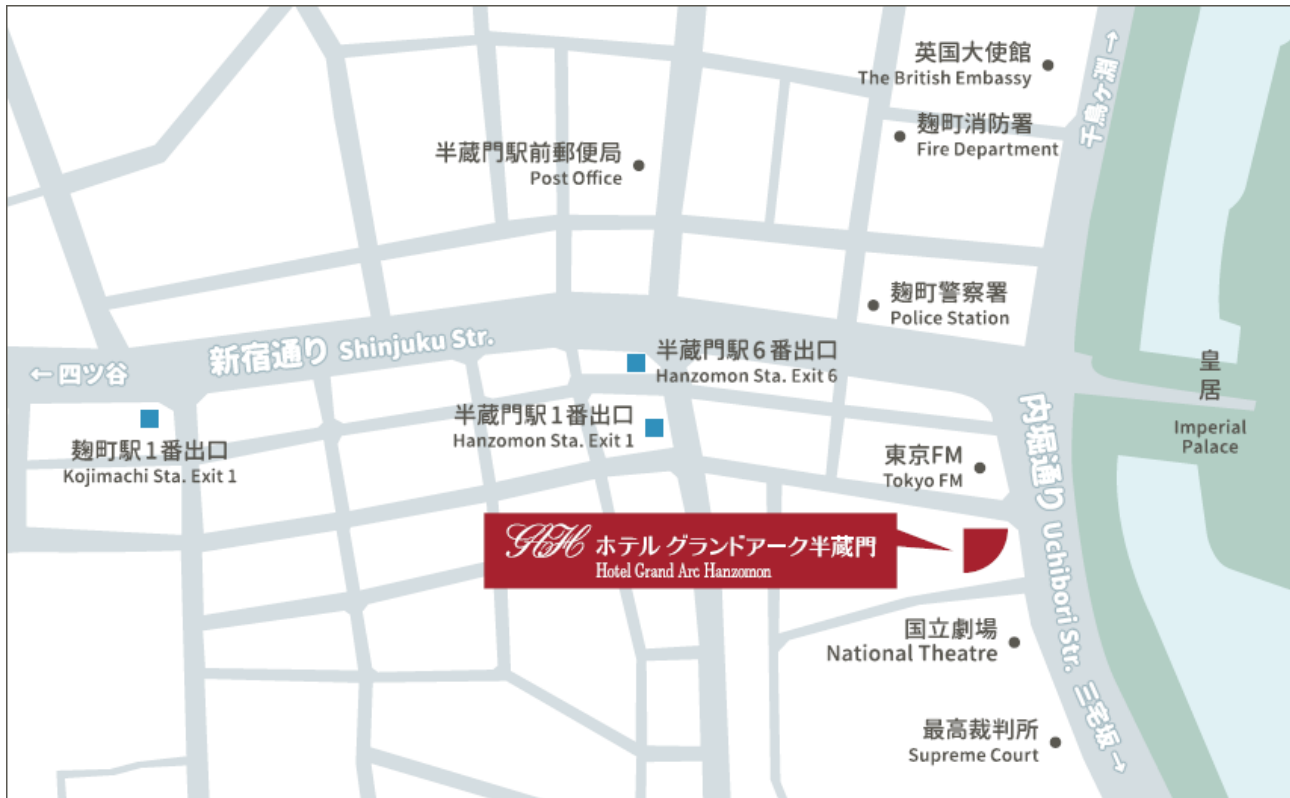 英国大使館
The British Embassy
千鳥ヶ淵→
麹町消防署
Fire Department
半蔵門駅前郵便局
Post Office
麹町警察署
Police Station
新宿通り Shinjuku Str.
←四ツ谷
半蔵門駅6番出口
Hanzomon Sta. Exit 6
皇居
Imperial
Palace
麹町駅1番出口
Kojimachi Sta. Exit 1
半蔵門駅1番出口
Hanzomon Sta. Exit 1
東京FM
Tokyo FM
内堀通り Uchibori Str.
GAH ホテル グランドアーク半蔵門
Hotel Grand Arc Hanzomon
国立劇場
National Theatre
三宅坂→
最高裁判所
Supreme Court